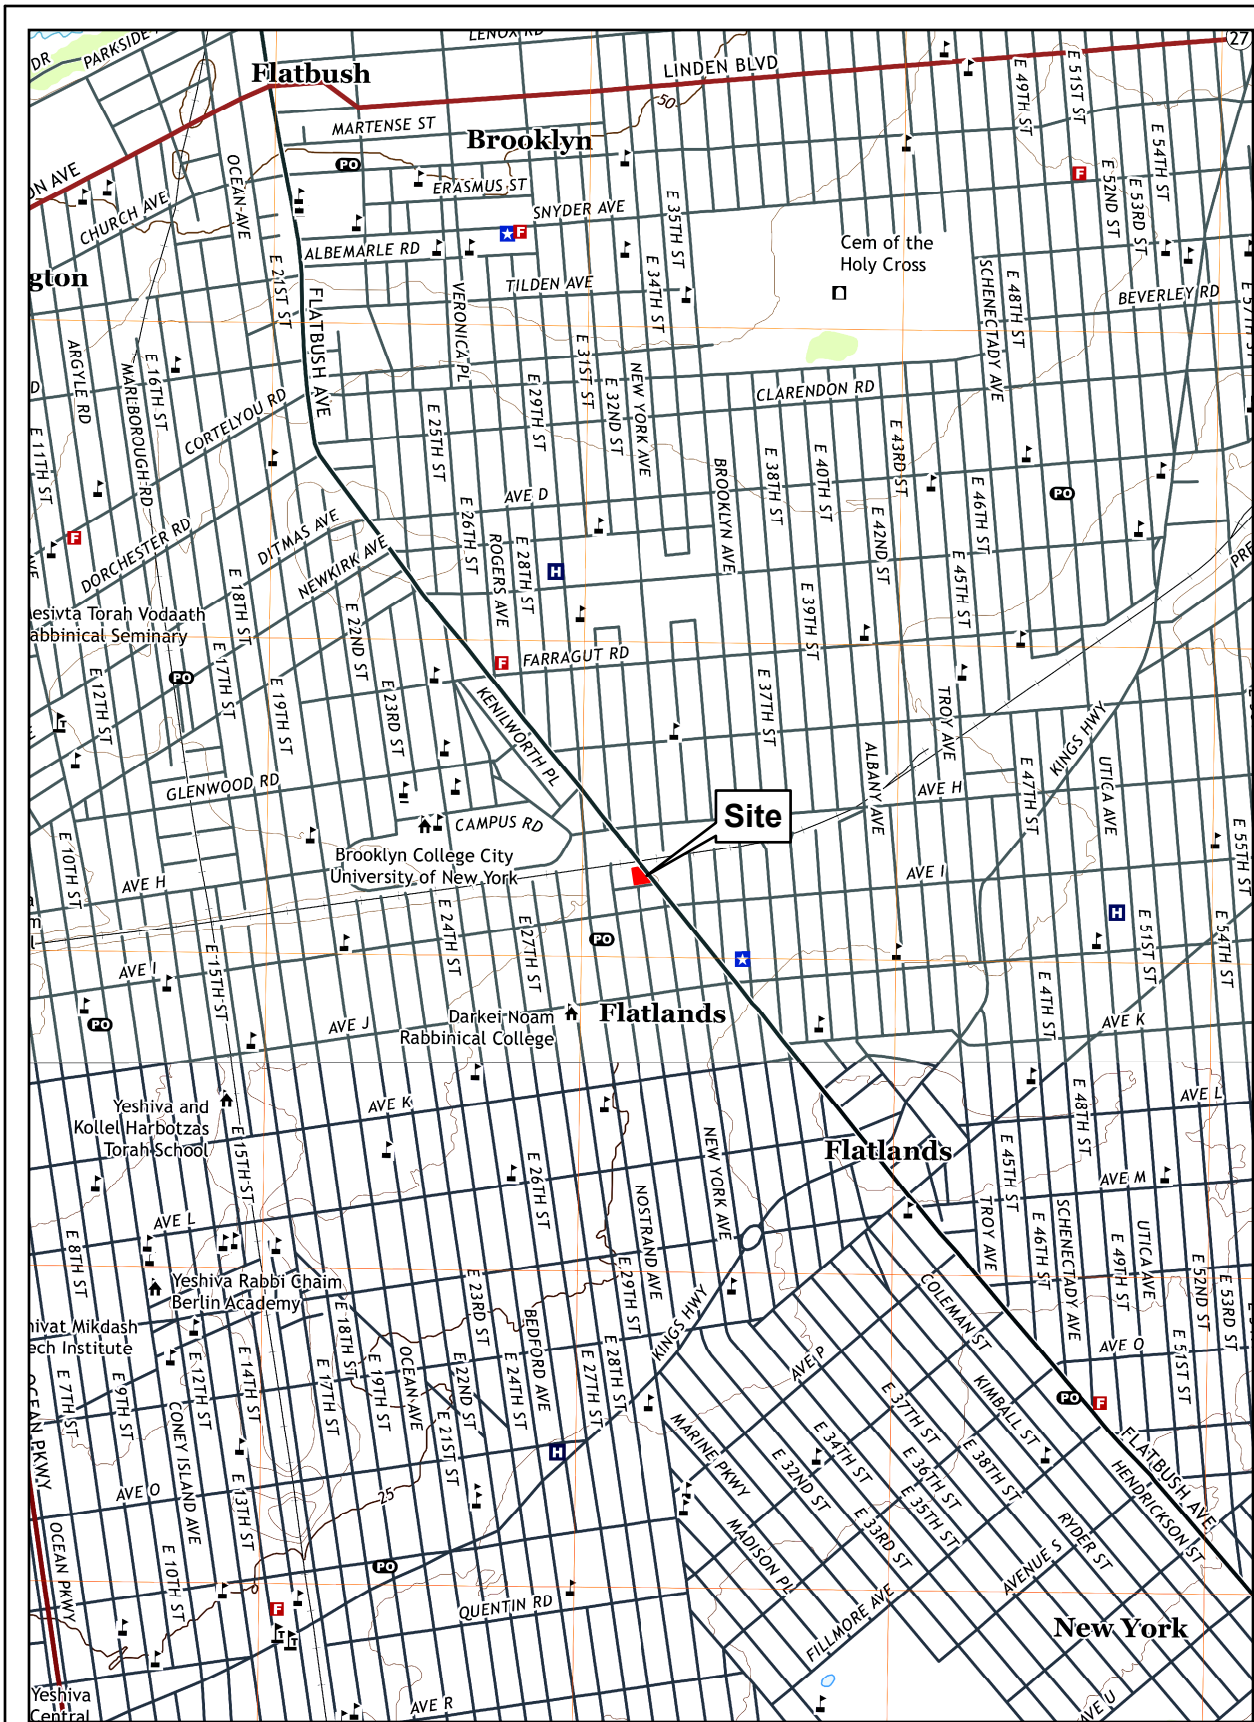 DR
PARKSIDE
LENOX RD
27
Flatbush
LINDEN BLVD
50
E 49TH ST
E 51ST ST
MARTENSE ST
Brooklyn
PO
E 54TH ST
ON AVE
OCEAN AVE
ERASMUS ST
F
E 52ND ST
E 53RD ST
CHURCH AVE
SNYDER AVE
E 35TH ST
F
ALBEMARLE RD
Cem of the
Holy Cross
gton
E 21ST ST
TILDEN AVE
E 34TH ST
SCHENECTADY AVE
E 48TH ST
BEVERLEY RD
E 57TH S
FLATBUSH AVE
VERONICA PL
ARGYLE RD
MARLBOROUGH RD
E 16TH ST
E 31ST ST
E 32ND ST
NEW YORK AVE
D
CORTELYOU RD
E 29TH ST
CLARENDON RD
E 11TH ST
E 25TH ST
BROOKLYN AVE
E 38TH ST
E 40TH ST
E 43RD ST
E 46TH ST
AVE D
PO
F
DORCHESTER RD
DITMAS AVE
E 26TH ST
E 42ND ST
NEWKIRK AVE
ROGERS AVE
E 28TH ST
H
PRE
VE
E 18TH ST
E 22ND ST
E 39TH ST
E 45TH ST
esivta Torah Vodaath
abbinical Seminary
F
FARRAGUT RD
E 12TH ST
PO
E 17TH ST
E 19TH ST
E 23RD ST
KENILWORTH PL
E 37TH ST
TROY AVE
KINGS HWY
T
E
GLENWOOD RD
ALBANY AVE
AVE H
E 47TH ST
UTICA AVE
Site
CAMPUS RD
E 10TH ST
Brooklyn College City
University of New York
E 55TH ST
AVE H
AVE I
a
m
l
E 24TH ST
E 27TH ST
PO
H
E 51ST ST
E 54TH ST
AVE I
E 15TH ST
E 4TH ST
PO
AVE J
Darkei Noam
Rabbinical College
Flatlands
AVE K
Yeshiva and
Kollel Harbotzas
Torah School
AVE K
AVE L
E 48TH ST
E 15TH ST
NEW YORK AVE
Flatlands
E 45TH ST
E 26TH ST
AVE M
AVE L
NOSTRAND AVE
TROY AVE
E 46TH ST
SCHENECTADY AVE
UTICA AVE
E 8TH ST
E 49TH ST
Yeshiva Rabbi Chaim
Berlin Academy
E 23RD ST
E 29TH ST
E 52ND ST
E 53RD ST
COLEMAN ST
KINGS HWY
hivat Mikdash
ech Institute
E 18TH ST
BEDFORD AVE
AVE O
E 51ST ST
OCEAN PKWY
E 7TH ST
E 9TH ST
E 12TH ST
E 14TH ST
E 17TH ST
E 19TH ST
OCEAN AVE
E 22ND ST
E 24TH ST
E 27TH ST
E 28TH ST
AVE P
KIMBALL ST
PO
F
CONEY ISLAND AVE
E 21ST ST
H
MARINE PKWY
E 37TH ST
E 34TH ST
E 38TH ST
FLATBUSH AVE
AVE O
E 13TH ST
25
E 32ND ST
E 36TH ST
E 35TH ST
HENDRICKSON ST
OCEAN PKWY
E 10TH ST
MADISON PL
E 33RD ST
RYDER ST
PO
AVENUE S
F
QUENTIN RD
FILLMORE AVE
New York
T
T
Yeshiva
Central
AVE R
AVE U